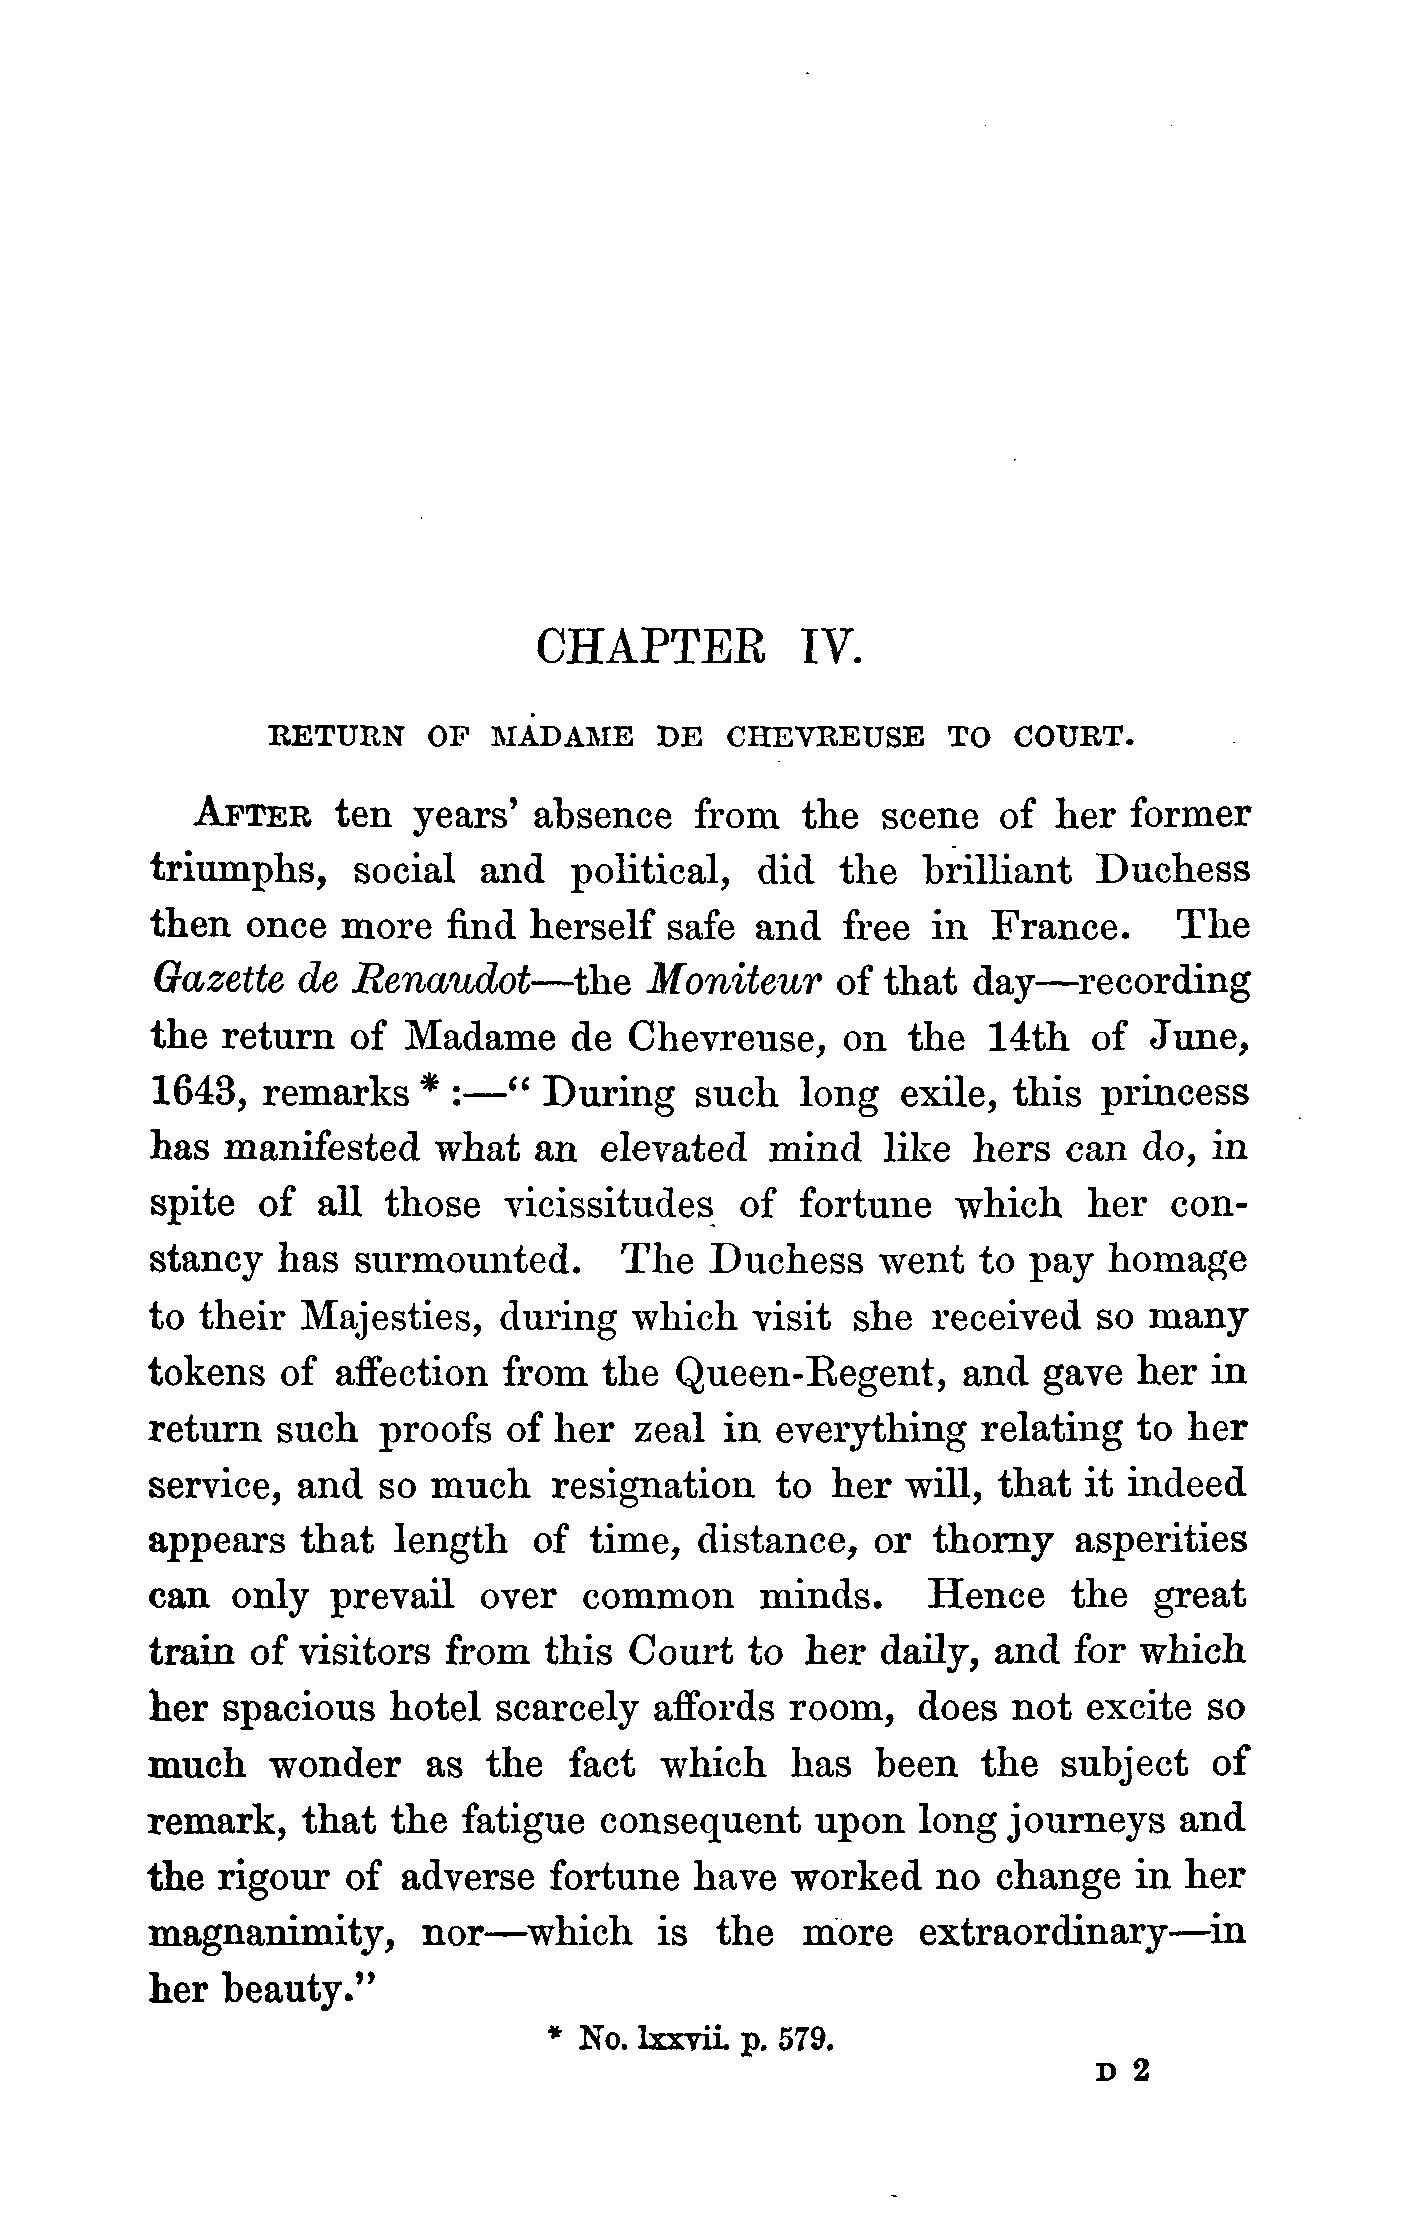 CHAPTER IV.
RETURN OF MADAME DE CHEVREUSE TO COURT.
AFTER ten years' absence from the scene of her former
triumphs, social and political, did the brilliant Duchess
then once more find herself safe and free in France. The
Gazette de Renaudot—the Moniteur of that day—recording
the return of Madame de Chevreuse, on the 14th of June,
1643, remarks * :—“ During such long exile, this princess
has manifested what an elevated mind like hers can do, in
spite of all those vicissitudes of fortune which her con-
stancy has surmounted. The Duchess went to pay homage
to their Majesties, during which visit she received so many
tokens of affection from the Queen-Regent, and gave her in
return such proofs of her zeal in everything relating to her
service, and so much resignation to her will, that it indeed
appears that length of time, distance, or thorny asperities
can only prevail over common minds. Hence the great
train of visitors from this Court to her daily, and for which
her spacious hotel scarcely affords room, does not excite so
much wonder as the fact which has been the subject of
remark, that the fatigue consequent upon long journeys and
the rigour of adverse fortune have worked no change in her
magnanimity, nor—which is the more extraordinary—in
her beauty.”
* No. lxxvii. p. 579.
D 2